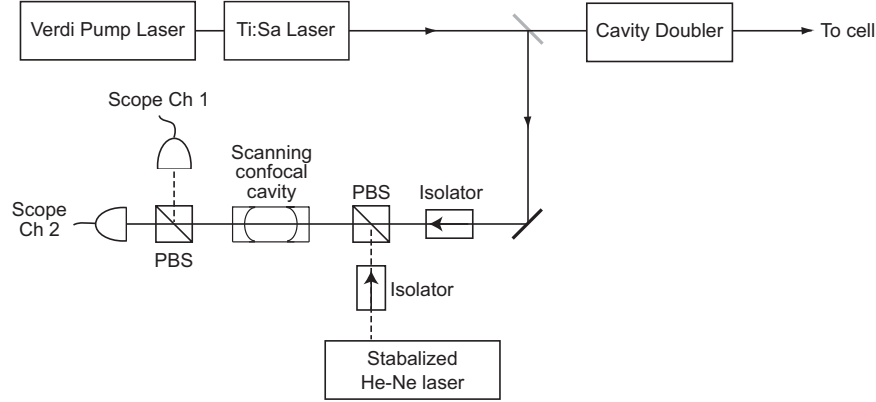 Verdi Pump Laser
Ti:Sa Laser
Cavity Doubler
To cell
Scope Ch 1
Scanning
confocal
cavity
PBS
Isolator
Scope
Ch 2
PBS
Isolator
Stabalized
He-Ne laser